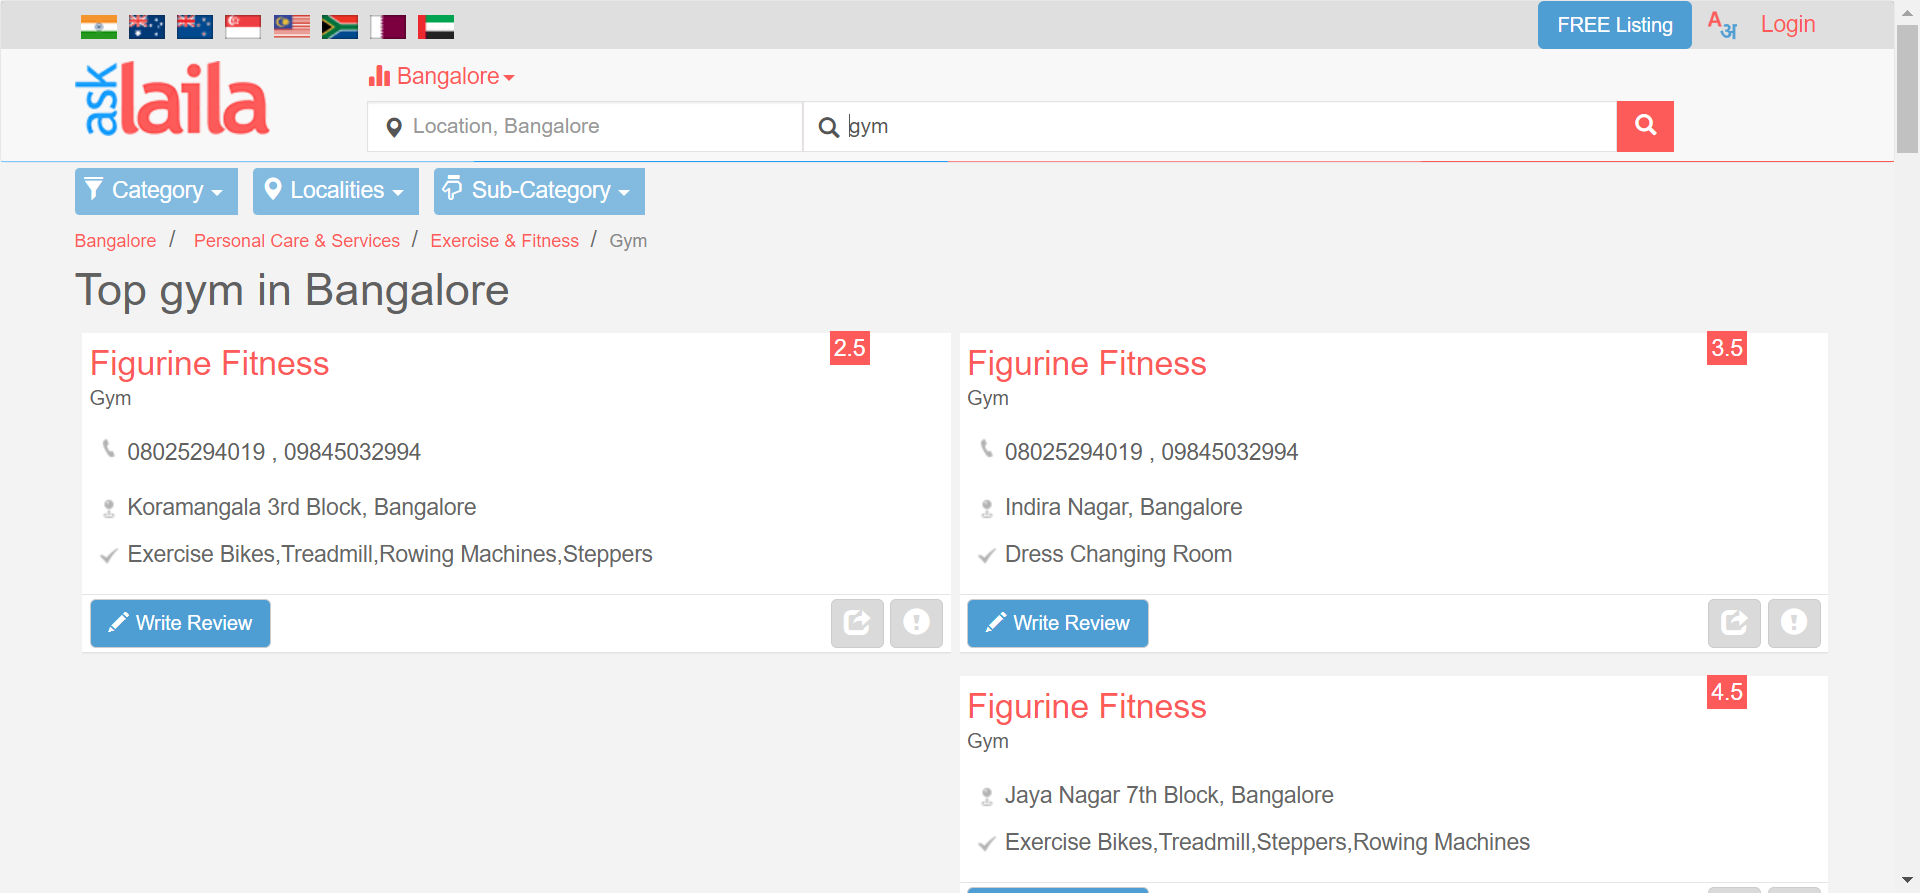 FREE Listing
Aअ
Login
ask laila
Bangalore
Location, Bangalore
gym
Category
Localities
Sub-Category
Bangalore / Personal Care & Services / Exercise & Fitness / Gym
Top gym in Bangalore
Figurine Fitness
2.5
Gym
08025294019 , 09845032994
Koramangala 3rd Block, Bangalore
Exercise Bikes,Treadmill,Rowing Machines,Steppers
Write Review
Figurine Fitness
3.5
Gym
08025294019 , 09845032994
Indira Nagar, Bangalore
Dress Changing Room
Write Review
Figurine Fitness
4.5
Gym
Jaya Nagar 7th Block, Bangalore
Exercise Bikes,Treadmill,Steppers,Rowing Machines